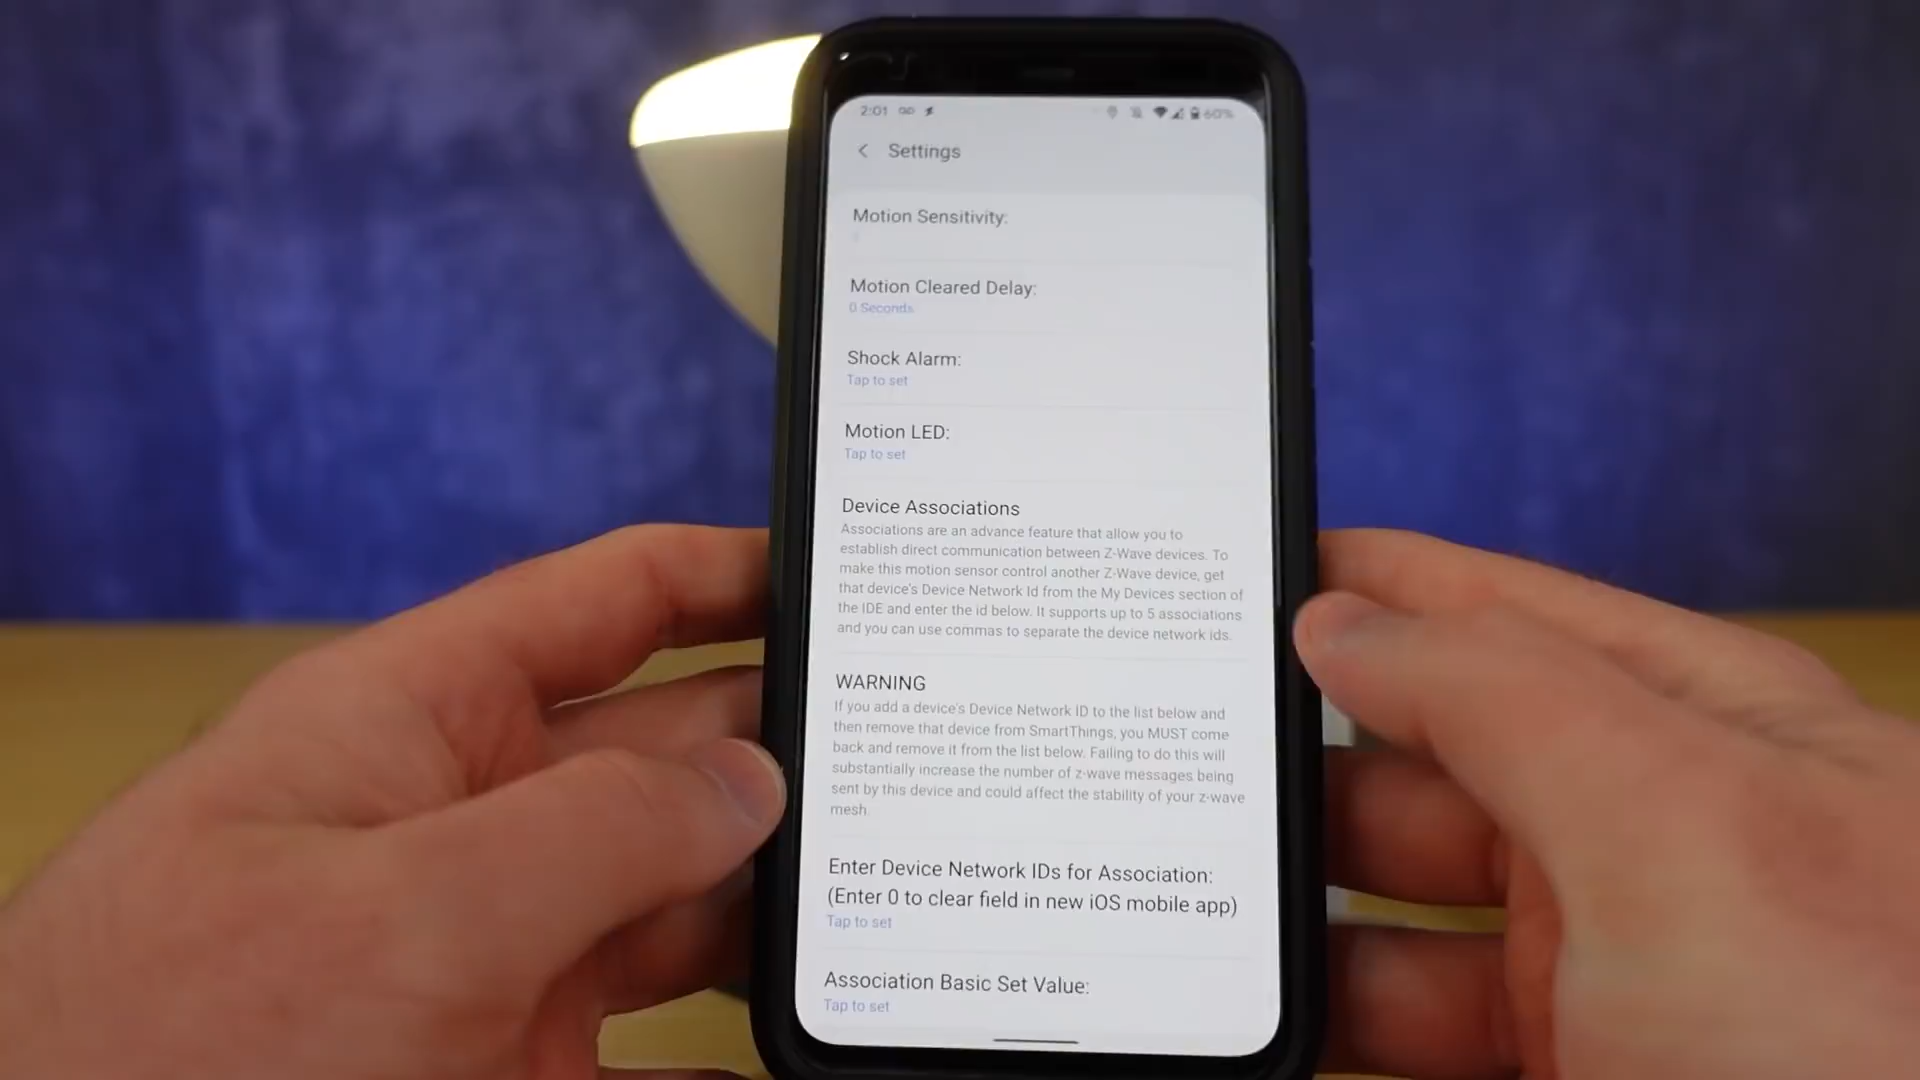 2:01
60%
Settings
Motion Sensitivity:
Motion Cleared Delay:
0 Seconds
Shock Alarm:
Tap to set
Motion LED:
Tap to set
Device Associations
Associations are an advance feature that allow you to
establish direct communication between Z-Wave devices. To
make this motion sensor control another Z-Wave device, get
that device's Device Network Id from the My Devices section of
the IDE and enter the id below. It supports up to 5 associations
and you can use commas to separate the device network ids.
WARNING
If you add a device's Device Network ID to the list below and
then remove that device from SmartThings, you MUST come
back and remove it from the list below. Failing to do this will
substantially increase the number of z-wave messages being
sent by this device and could affect the stability of your z-wave
mesh.
Enter Device Network IDs for Association:
(Enter 0 to clear field in new iOS mobile app)
Tap to set
Association Basic Set Value:
Tap to set